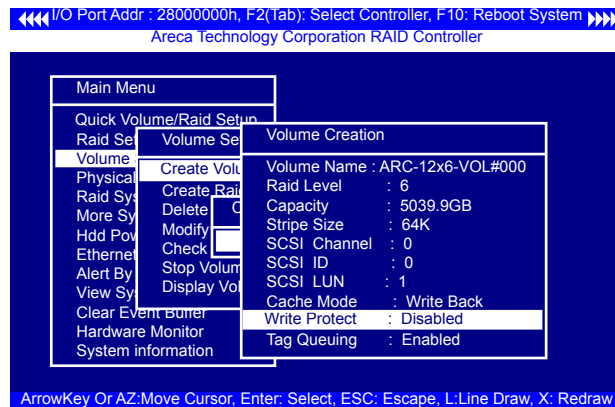 I/O Port Addr : 28000000h, F2(Tab): Select Controller, F10: Reboot System
Areca Technology Corporation RAID Controller
Main Menu
Quick Volume/Raid Setup
Raid Set
Volume
Physical
Raid Sys
More Sy
Hdd Pow
Ethernet
Alert By
View Sy
Clear Event Buffer
Hardware Monitor
System information
Volume Se
Create Volu
Create Raid
Delete
Modify
Check
Stop Volum
Display Vol
C
Volume Creation
Volume Name : ARC-12x6-VOL#000
Raid Level : 6
Capacity : 5039.9GB
Stripe Size : 64K
SCSI Channel : 0
SCSI ID : 0
SCSI LUN : 1
Cache Mode : Write Back
Write Protect : Disabled
Tag Queuing : Enabled
ArrowKey Or AZ:Move Cursor, Enter: Select, ESC: Escape, L:Line Draw, X: Redraw